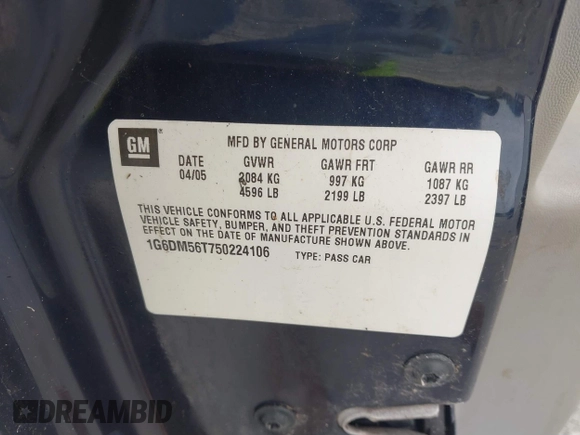 GM
MFD BY GENERAL MOTORS CORP
DATE GVWR GAWR FRT GAWR RR
04/05 2084 KG 997 KG 1087 KG
4596 LB 2199 LB 2397 LB
THIS VEHICLE CONFORMS TO ALL APPLICABLE U.S. FEDERAL MOTOR
VEHICLE SAFETY, BUMPER, AND THEFT PREVENTION STANDARDS IN
EFFECT ON THE DATE OF MANUFACTURE SHOWN ABOVE.
1G6DM56T750224106 TYPE: PASS CAR
DREAMBID